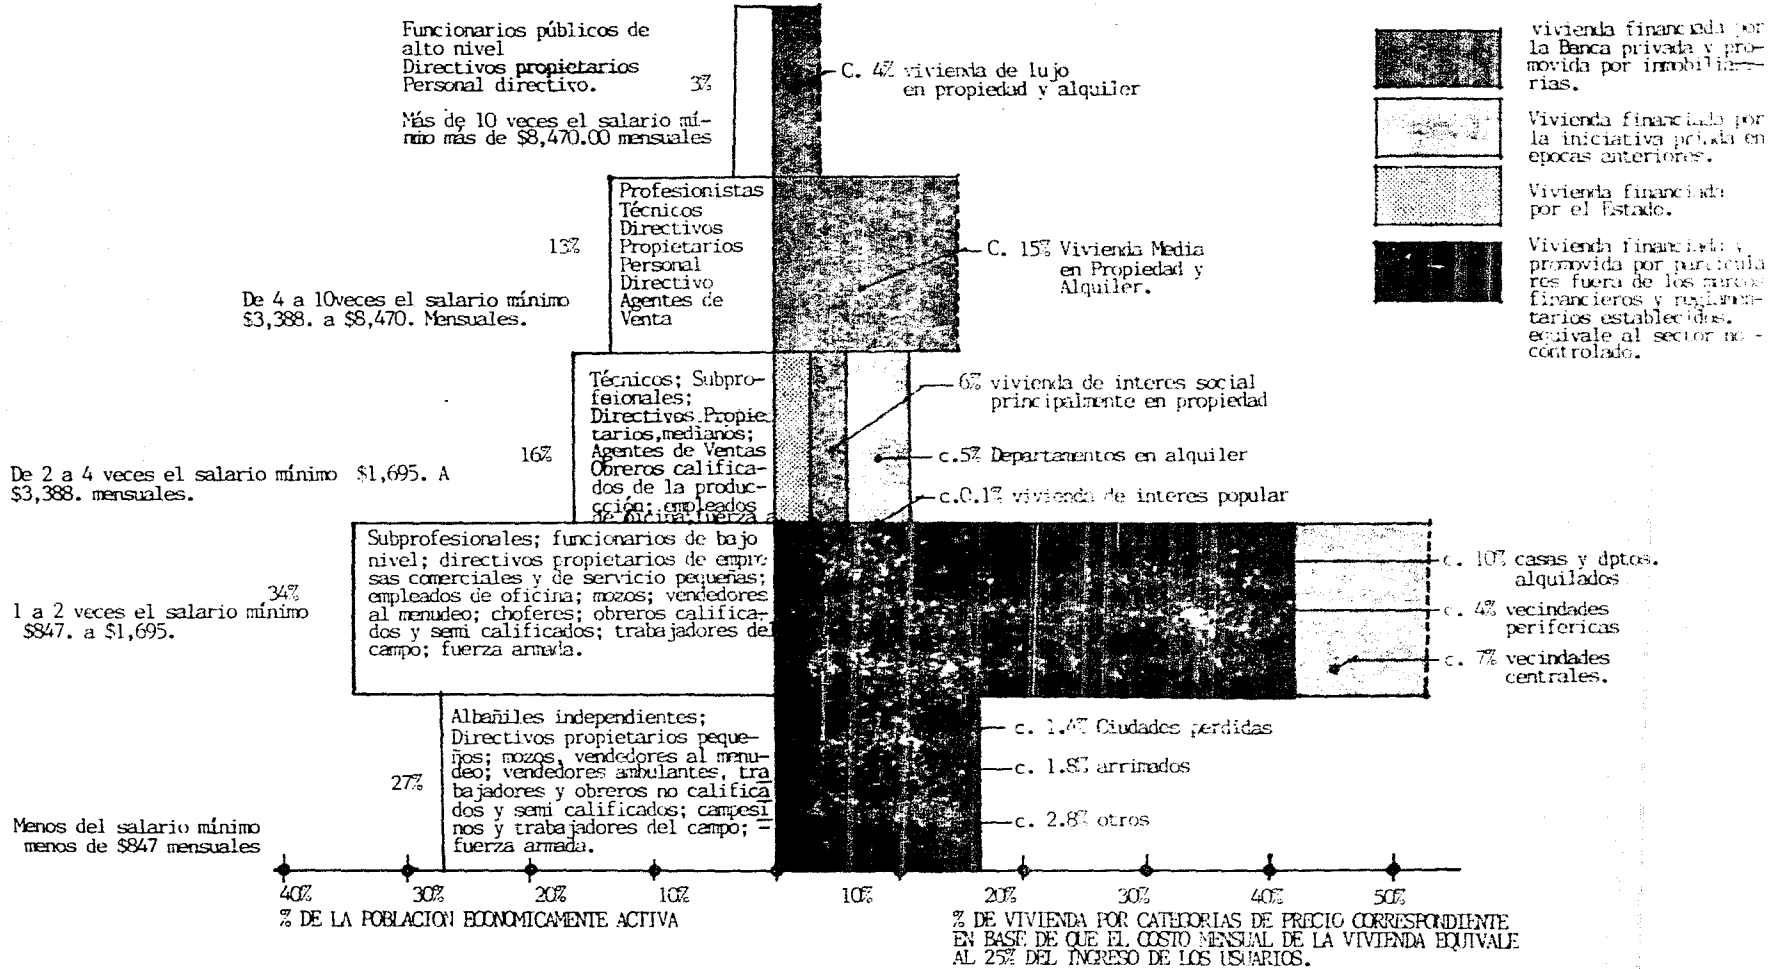 Funcionarios públicos de
alto nivel
Directivos propietarios
Personal directivo.
3%
Más de 10 veces el salario mí-
nimo más de $8,470.00 mensuales
C. 4% vivienda de lujo
en propiedad y alquiler
vivienda financiada por
la Banca privada y pro-
movida por inmobilia-
rias.
Vivienda financiada por
la iniciativa privada en
epocas anteriores.
Vivienda financiada
por el Estado.
Vivienda financiada y
promovida por particula
res fuera de los marcos
financieros y reglamen-
tarios establecidos.
equivale al sector no -
controlado.
Profesionistas
Técnicos
Directivos
Propietarios
Personal
Directivo
Agentes de
Venta
13%
De 4 a 10veces el salario mínimo
$3,388. a $8,470. Mensuales.
C. 15% Vivienda Media
en Propiedad y
Alquiler.
Técnicos; Subpro-
feionales;
Directivos Propie
tarios,medianos;
Agentes de Ventas
Obreros califica-
dos de la produc-
cción; empleados
de oficina;fuerza a
16%
De 2 a 4 veces el salario mínimo $1,695. A
$3,388. mensuales.
6% vivienda de interes social
principalmente en propiedad
c.5% Departamentos en alquiler
c.0.1% vivienda de interes popular
Subprofesionales; funcionarios de bajo
nivel; directivos propietarios de empre-
sas comerciales y de servicio pequeñas;
empleados de oficina; mozos; vendedores
al menudeo; choferes; obreros califica-
dos y semi calificados; trabajadores del
campo; fuerza armada.
34%
1 a 2 veces el salario mínimo
$847. a $1,695.
c. 10% casas y dptos.
alquilados
c. 4% vecindades
perifericas
c. 7% vecindades
centrales.
Albañiles independientes;
Directivos propietarios peque-
ños; mozos, vendedores al menu-
deo; vendedores ambulantes, tra
bajadores y obreros no califica
dos y semi calificados; campesi
nos y trabajadores del campo; -
fuerza armada.
27%
Menos del salario mínimo
menos de $847 mensuales
c. 1.4% Ciudades perdidas
c. 1.8% arrimados
c. 2.8% otros
40% 30% 20% 10% 10% 20% 30% 40% 50%
% DE LA POBLACION ECONOMICAMENTE ACTIVA
% DE VIVIENDA POR CATEGORIAS DE PRECIO CORRESPONDIENTE
EN BASE DE QUE EL COSTO MENSUAL DE LA VIVIENDA EQUIVALE
AL 25% DEL INGRESO DE LOS USUARIOS.